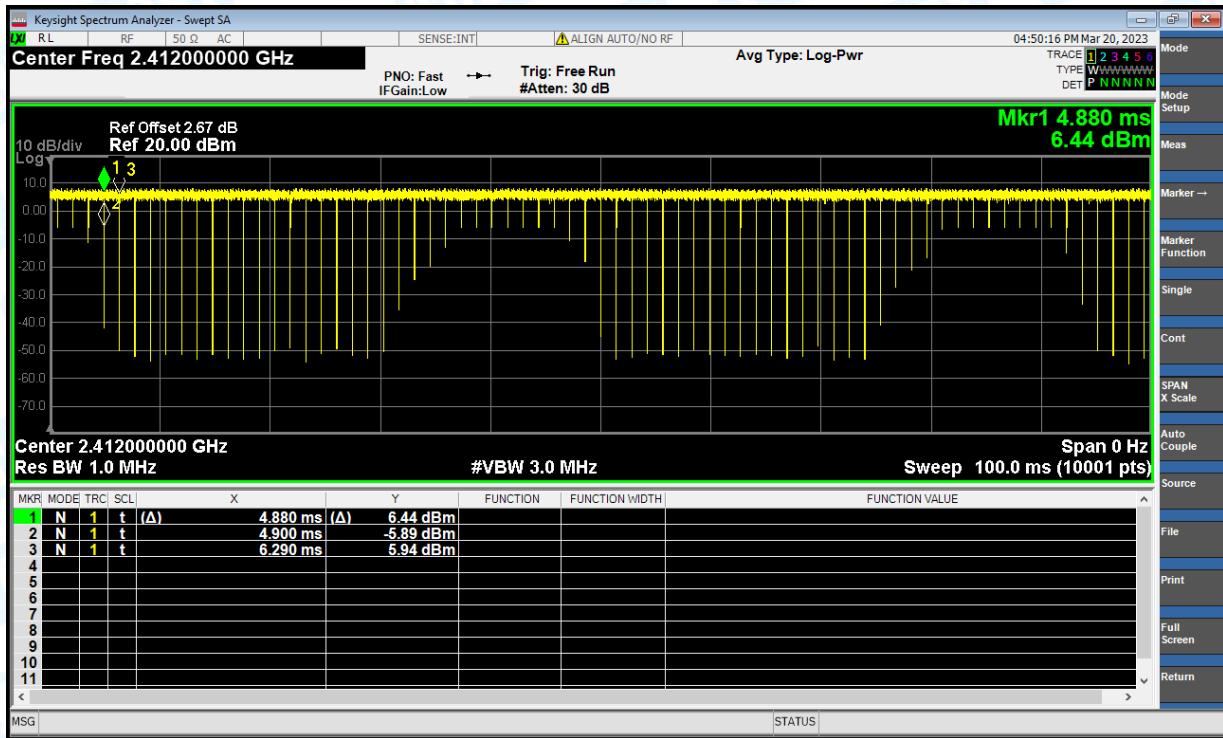 Keysight Spectrum Analyzer - Swept SA
LXI RL RF 50 Ω AC SENSE:INT ALIGN AUTO/NO RF 04:50:16 PM Mar 20, 2023
Center Freq 2.412000000 GHz
PNO: Fast
IFGain:Low
Trig: Free Run
#Atten: 30 dB
Avg Type: Log-Pwr
TRACE 1 2 3 4 5 6
TYPE WWWWWW
DET P N N N N N
Ref Offset 2.67 dB
10 dB/div Ref 20.00 dBm
Log
Mkr1 4.880 ms
6.44 dBm
1 3
2
10.0
0.00
-10.0
-20.0
-30.0
-40.0
-50.0
-60.0
-70.0
Center 2.412000000 GHz Span 0 Hz
Res BW 1.0 MHz #VBW 3.0 MHz Sweep 100.0 ms (10001 pts)
MKR MODE TRC SCL X Y FUNCTION FUNCTION WIDTH FUNCTION VALUE
1 N 1 t (Δ) 4.880 ms (Δ) 6.44 dBm
2 N 1 t 4.900 ms -5.89 dBm
3 N 1 t 6.290 ms 5.94 dBm
4
5
6
7
8
9
10
11
MSG STATUS
Mode
Mode Setup
Meas
Marker →
Marker Function
Single
Cont
SPAN X Scale
Auto Couple
Source
File
Print
Full Screen
Return